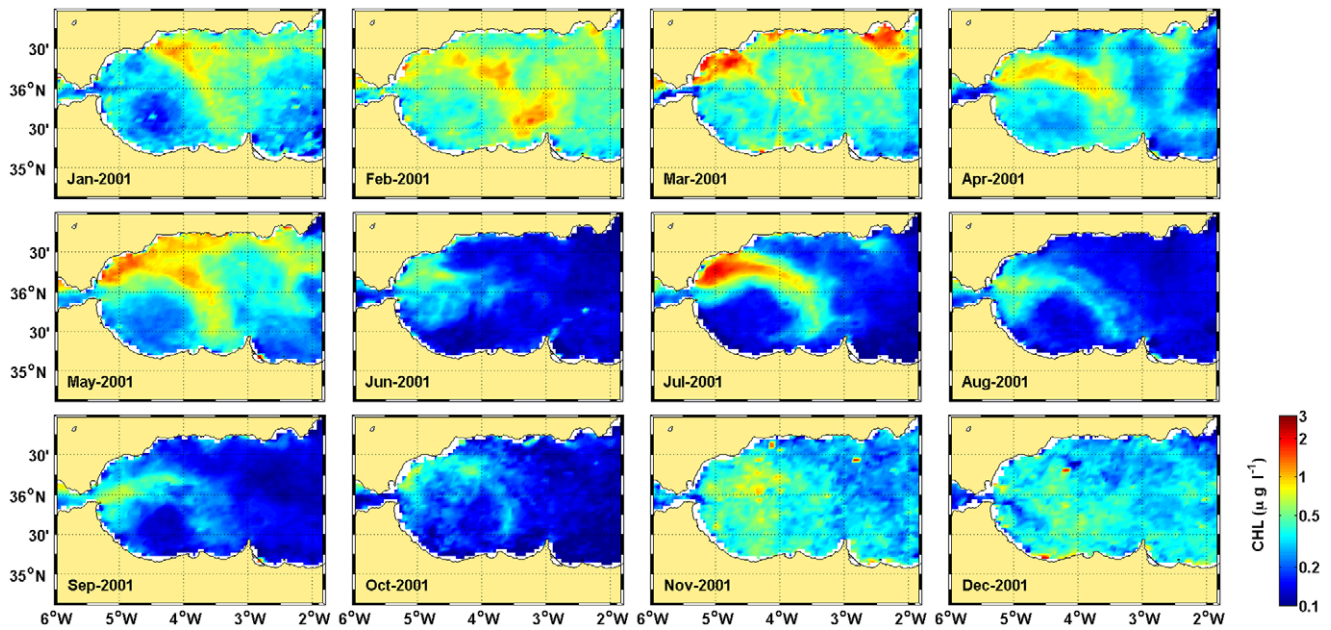 30'
36°N
30'
35°N
Jan-2001
Feb-2001
Mar-2001
Apr-2001
30'
36°N
30'
35°N
May-2001
Jun-2001
Jul-2001
Aug-2001
30'
36°N
30'
35°N
Sep-2001
Oct-2001
Nov-2001
Dec-2001
6°W 5°W 4°W 3°W 2°W 6°W 5°W 4°W 3°W 2°W 6°W 5°W 4°W 3°W 2°W 6°W 5°W 4°W 3°W 2°W
3
2
1
0.5
0.2
0.1
CHL (μ g l⁻¹)